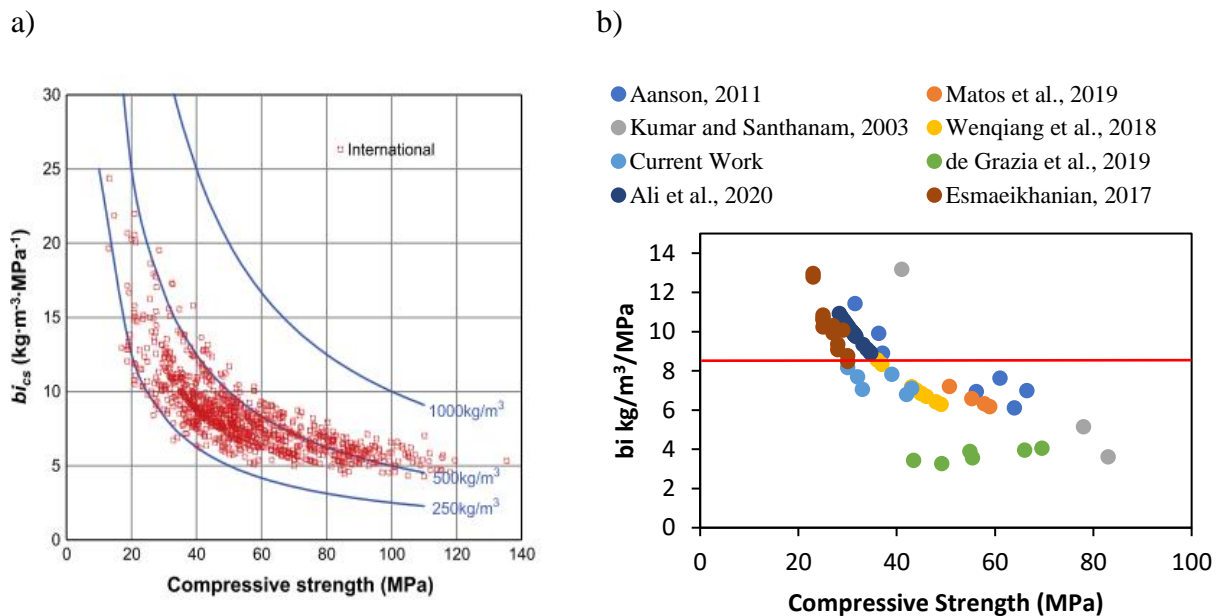 a)
30
25
20
15
10
5
0
bi_cs (kg·m⁻³·MPa⁻¹)
International
1000kg/m³
500kg/m³
250kg/m³
0 20 40 60 80 100 120 140
Compressive strength (MPa)
b)
Aanson, 2011
Matos et al., 2019
Kumar and Santhanam, 2003
Wenqiang et al., 2018
Current Work
de Grazia et al., 2019
Ali et al., 2020
Esmaeikhanian, 2017
14
12
10
8
6
4
2
0
bi kg/m³/MPa
0 20 40 60 80 100
Compressive Strength (MPa)